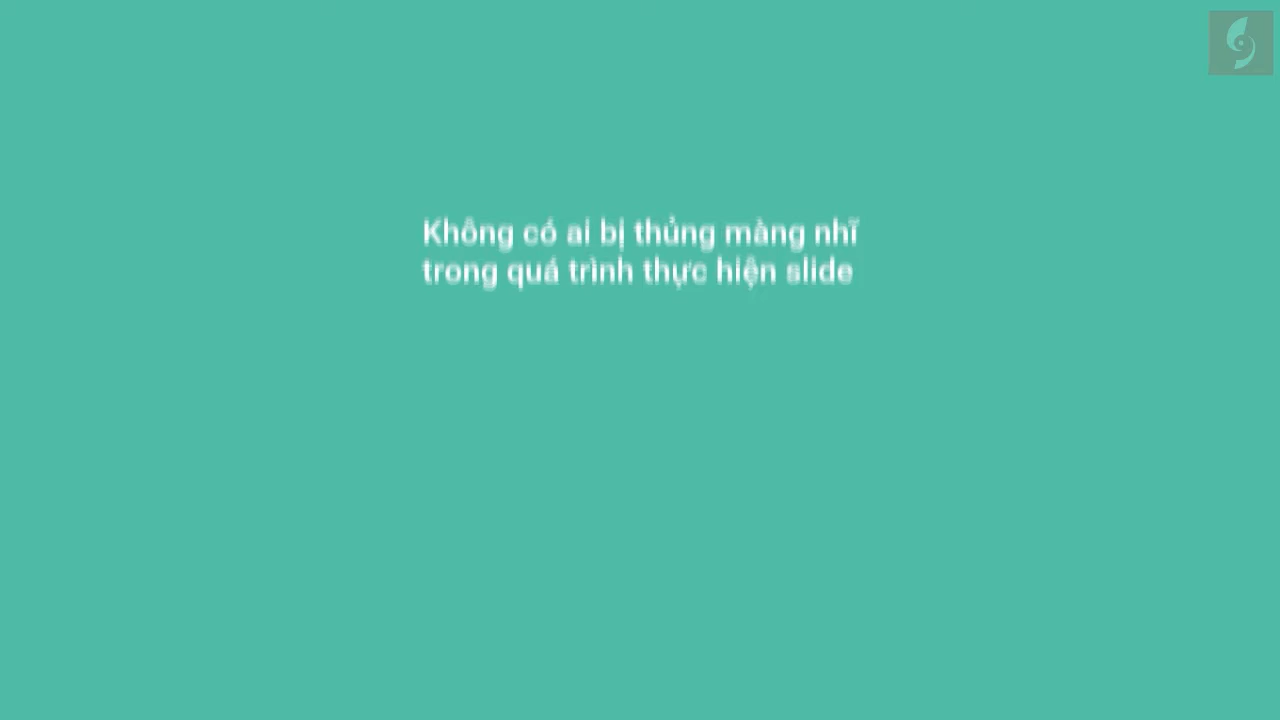 Không có ai bị thủng màng nhĩ
trong quá trình thực hiện slide